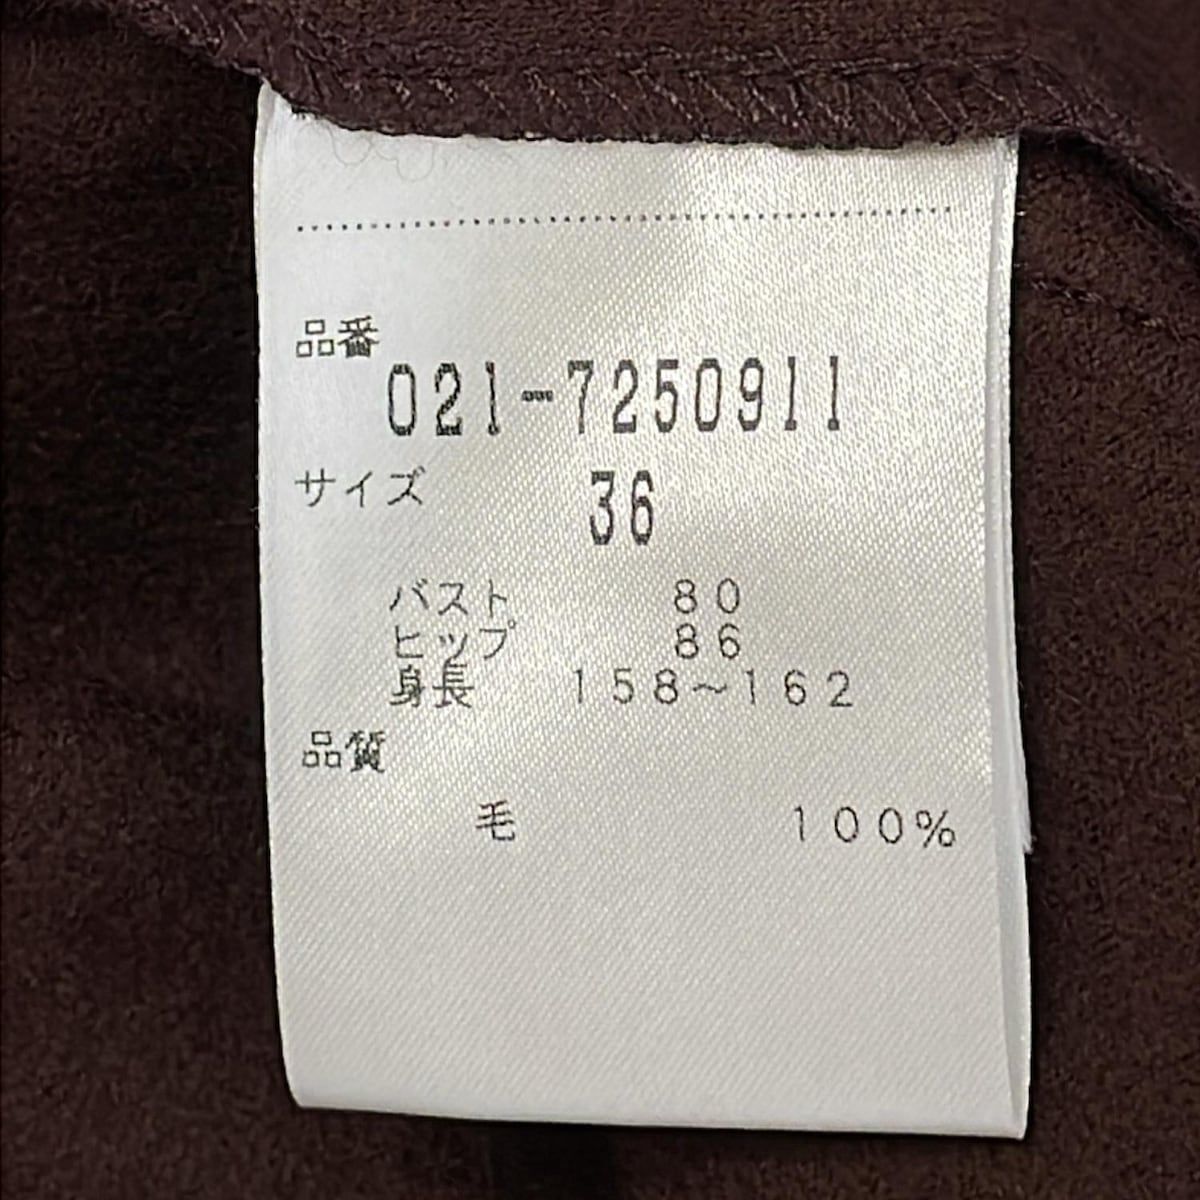 品番
021-7250911
サイズ 36
バスト 80
ヒップ 86
身長 158～162
品質
毛 100%